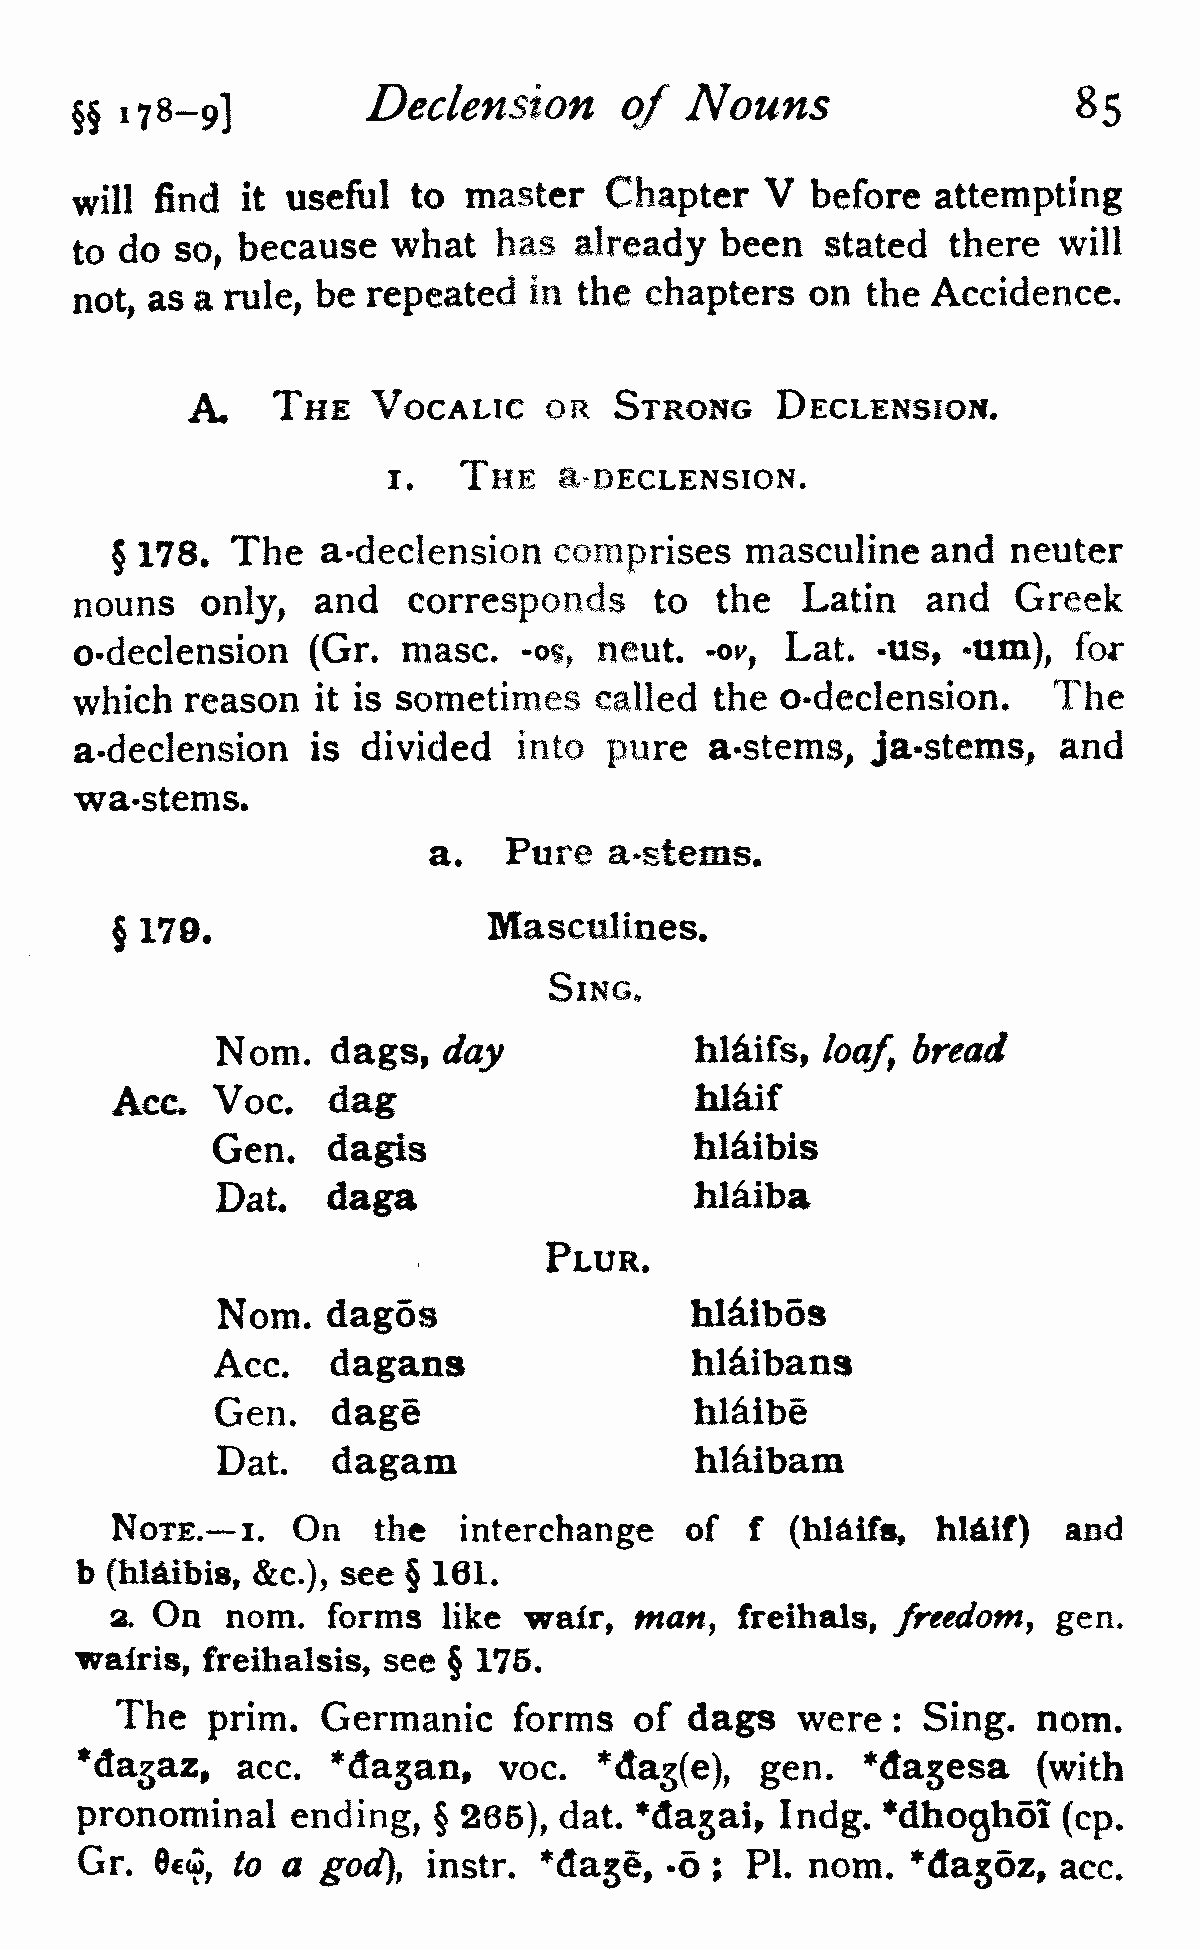 §§ 178–9] Declension of Nouns 85
will find it useful to master Chapter V before attempting
to do so, because what has already been stated there will
not, as a rule, be repeated in the chapters on the Accidence.
A. The Vocalic or Strong Declension.
1. The a-declension.
§ 178. The a-declension comprises masculine and neuter
nouns only, and corresponds to the Latin and Greek
o-declension (Gr. masc. -ος, neut. -ον, Lat. -us, -um), for
which reason it is sometimes called the o-declension. The
a-declension is divided into pure a-stems, ja-stems, and
wa-stems.
a. Pure a-stems.
§ 179. Masculines.
Sing.
Nom. dags, day hláifs, loaf, bread
Acc. Voc. dag hláif
Gen. dagis hláibis
Dat. daga hláiba
Plur.
Nom. dagōs hláibōs
Acc. dagans hláibans
Gen. dagē hláibē
Dat. dagam hláibam
Note.—1. On the interchange of f (hláifs, hláif) and
b (hláibis, &c.), see § 161.
2. On nom. forms like waír, man, freihals, freedom, gen.
waíris, freihalsis, see § 175.
The prim. Germanic forms of dags were : Sing. nom.
*đaʒaz, acc. *đaʒan, voc. *đaʒ(e), gen. *đaʒesa (with
pronominal ending, § 265), dat. *đaʒai, Indg. *dhoghōĭ (cp.
Gr. θεῷ, to a god), instr. *đaʒē, -ō ; Pl. nom. *đaʒōz, acc.